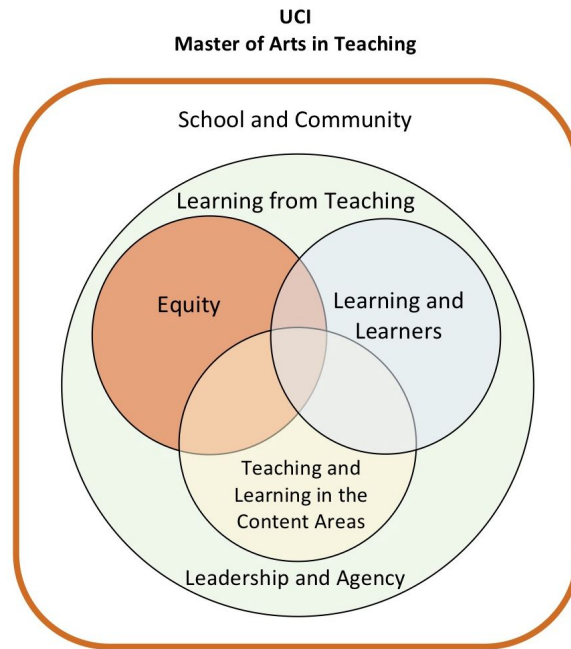 UCI
Master of Arts in Teaching
School and Community
Learning from Teaching
Equity
Learning and
Learners
Teaching and
Learning in the
Content Areas
Leadership and Agency